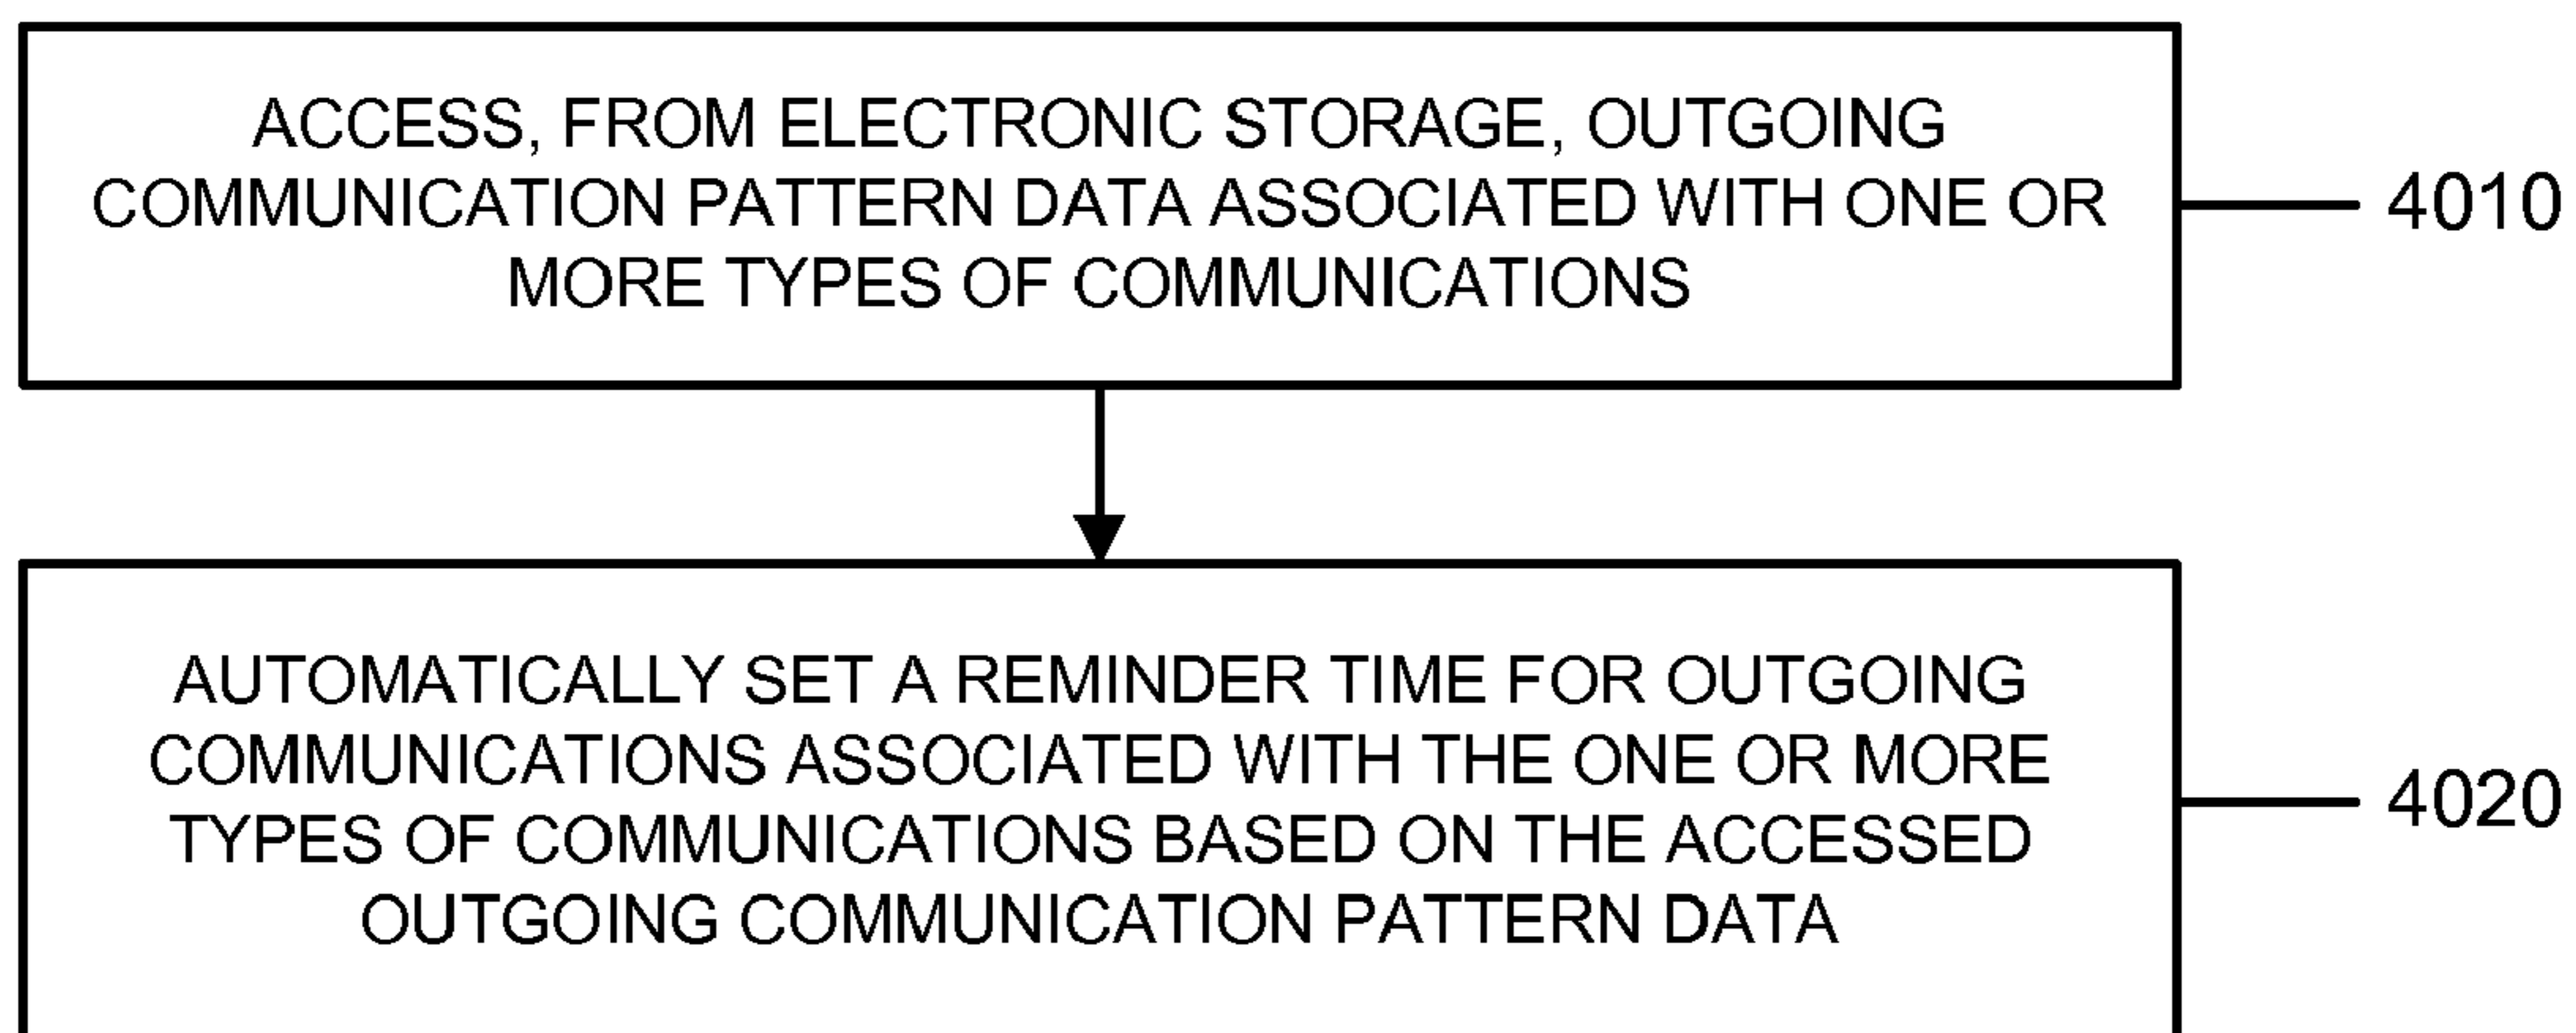 ACCESS, FROM ELECTRONIC STORAGE, OUTGOING
COMMUNICATION PATTERN DATA ASSOCIATED WITH ONE OR
MORE TYPES OF COMMUNICATIONS
4010
AUTOMATICALLY SET A REMINDER TIME FOR OUTGOING
COMMUNICATIONS ASSOCIATED WITH THE ONE OR MORE
TYPES OF COMMUNICATIONS BASED ON THE ACCESSED
OUTGOING COMMUNICATION PATTERN DATA
4020